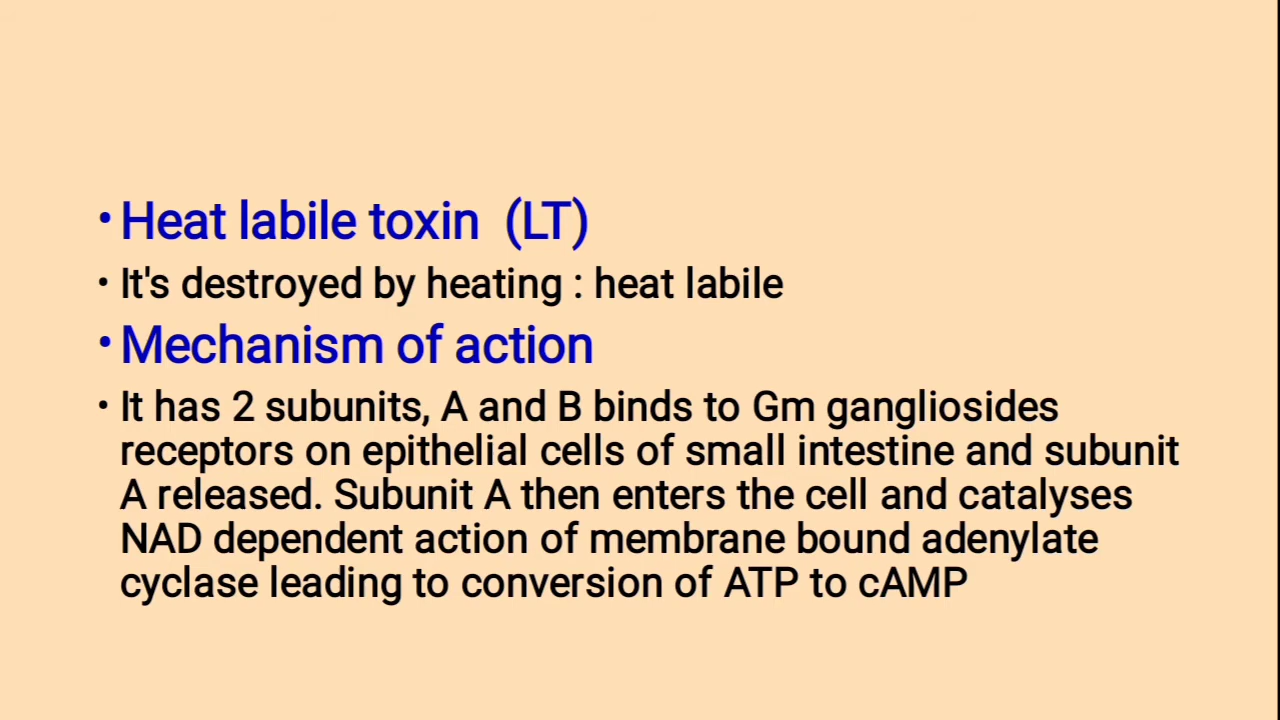 • Heat labile toxin  (LT)
• It's destroyed by heating : heat labile
• Mechanism of action
• It has 2 subunits, A and B binds to Gm gangliosides
receptors on epithelial cells of small intestine and subunit
A released. Subunit A then enters the cell and catalyses
NAD dependent action of membrane bound adenylate
cyclase leading to conversion of ATP to cAMP